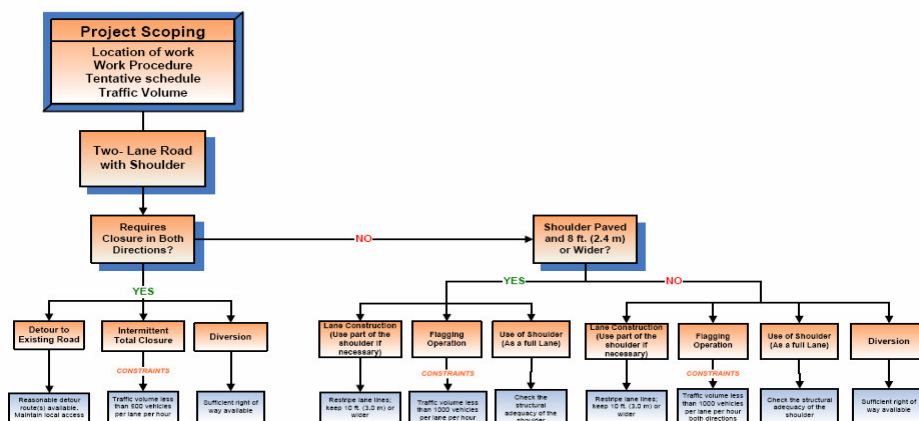 Project Scoping
Location of work
Work Procedure
Tentative schedule
Traffic Volume
Two- Lane Road
with Shoulder
Requires
Closure in Both
Directions?
NO
Shoulder Paved
and 8 ft. (2.4 m)
or Wider?
YES
YES
NO
Detour to
Existing Road
Intermittent
Total Closure
Diversion
Lane Construction
(Use part of the
shoulder if
necessary)
Flagging
Operation
Use of Shoulder
(As a full Lane)
Lane Construction
(Use part of the
shoulder if
necessary)
Flagging
Operation
Use of Shoulder
(As a full Lane)
Diversion
CONSTRAINTS
CONSTRAINTS
CONSTRAINTS
Reasonable detour
route(s) available.
Maintain local access
Traffic volume less
than 500 vehicles
per lane per hour
Sufficient right of
way available
Restripe lane lines;
keep 10 ft. (3.0 m) or
wider
Traffic volume less
than 1000 vehicles
per lane per hour
Check the
structural
adequacy of the
shoulder
Restripe lane lines;
keep 10 ft. (3.0 m) or
wider
Traffic volume less
than 1000 vehicles
per lane per hour
both directions
Check the structural
adequacy of the
shoulder
Sufficient right of
way available